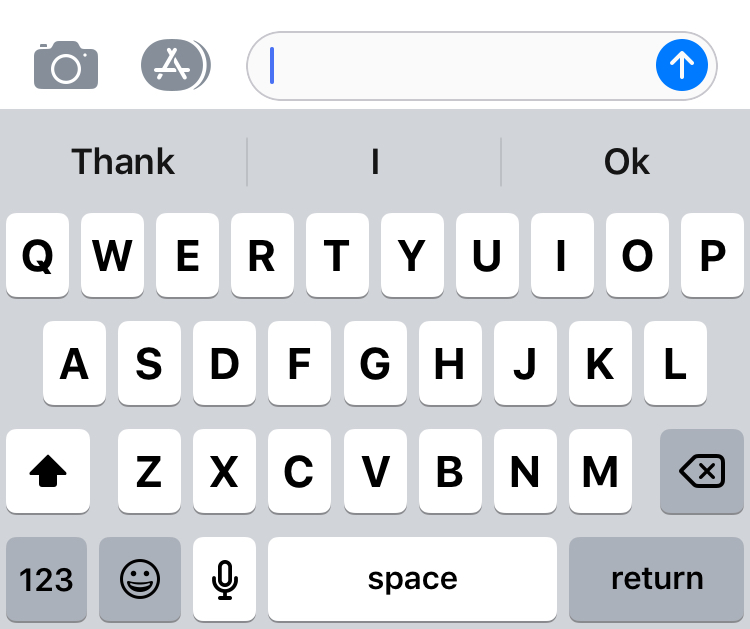 Thank I Ok
Q W E R T Y U I O P
A S D F G H J K L
Z X C V B N M
123 space return